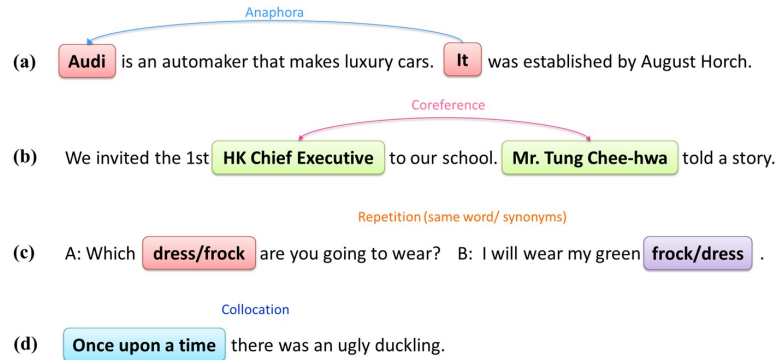 Anaphora
(a) Audi is an automaker that makes luxury cars. It was established by August Horch.
Coreference
(b) We invited the 1st HK Chief Executive to our school. Mr. Tung Chee-hwa told a story.
Repetition (same word/ synonyms)
(c) A: Which dress/frock are you going to wear? B: I will wear my green frock/dress .
Collocation
(d) Once upon a time there was an ugly duckling.